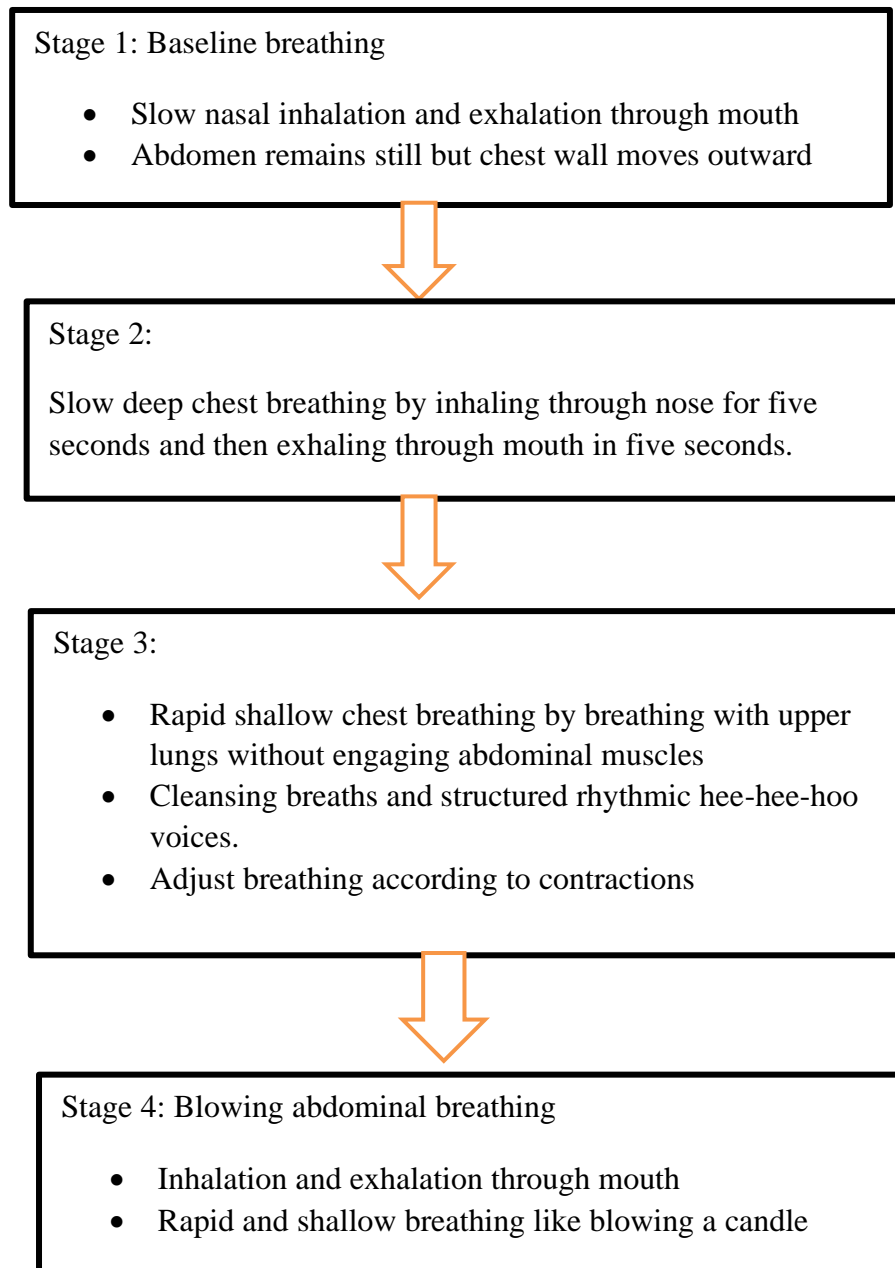 Stage 1: Baseline breathing
• Slow nasal inhalation and exhalation through mouth
• Abdomen remains still but chest wall moves outward
Stage 2:
Slow deep chest breathing by inhaling through nose for five
seconds and then exhaling through mouth in five seconds.
Stage 3:
• Rapid shallow chest breathing by breathing with upper
lungs without engaging abdominal muscles
• Cleansing breaths and structured rhythmic hee-hee-hoo
voices.
• Adjust breathing according to contractions
Stage 4: Blowing abdominal breathing
• Inhalation and exhalation through mouth
• Rapid and shallow breathing like blowing a candle